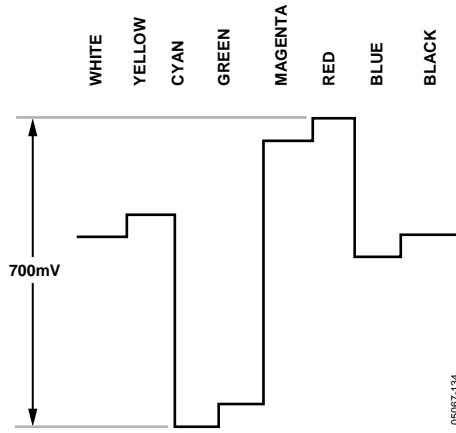 WHITE
YELLOW
CYAN
GREEN
MAGENTA
RED
BLUE
BLACK
700mV
05067-134